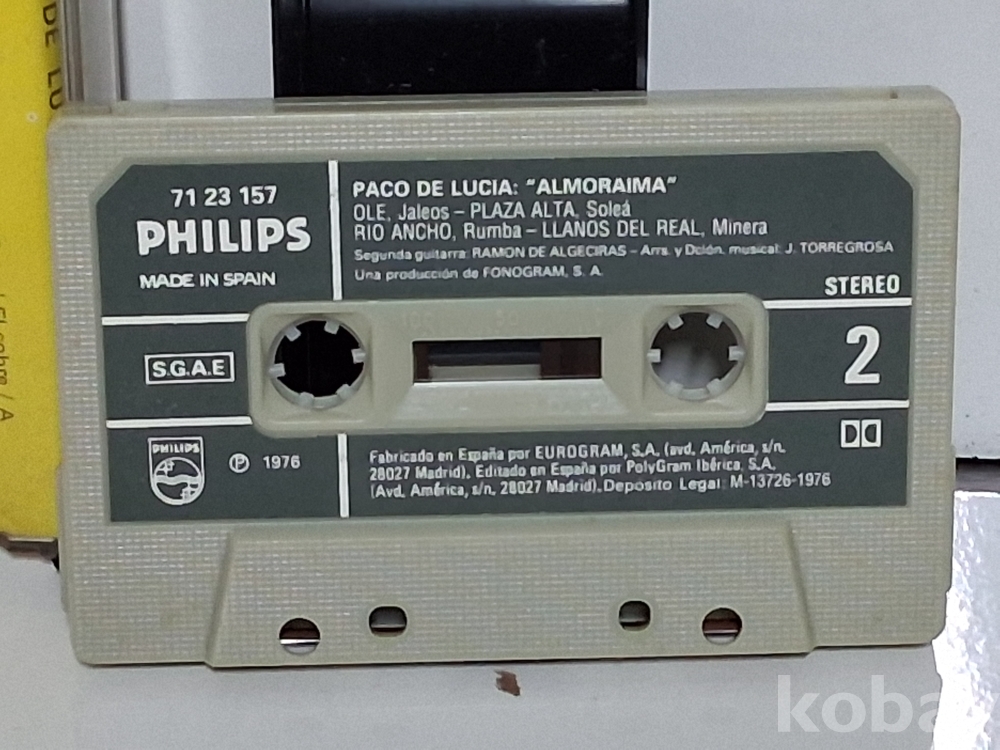 DE LU
71 23 157
PHILIPS
MADE IN SPAIN
PACO DE LUCIA: "ALMORAIMA"
OLE, Jaleos – PLAZA ALTA, Soleá
RIO ANCHO, Rumba – LLANOS DEL REAL, Minera
Segunda guitarra: RAMON DE ALGECIRAS – Arrs. y Dción. musical: J. TORREGROSA
Una producción de FONOGRAM, S. A.
STEREO
S.G.A.E
2
PHILIPS
Ⓟ 1976
Fabricado en España por EUROGRAM, S.A. (avd. América, s/n.
28027 Madrid). Editado en España por PolyGram Ibérica, S.A.
(Avd. América, s/n. 28027 Madrid). Deposito Legal: M-13726-1976
koba